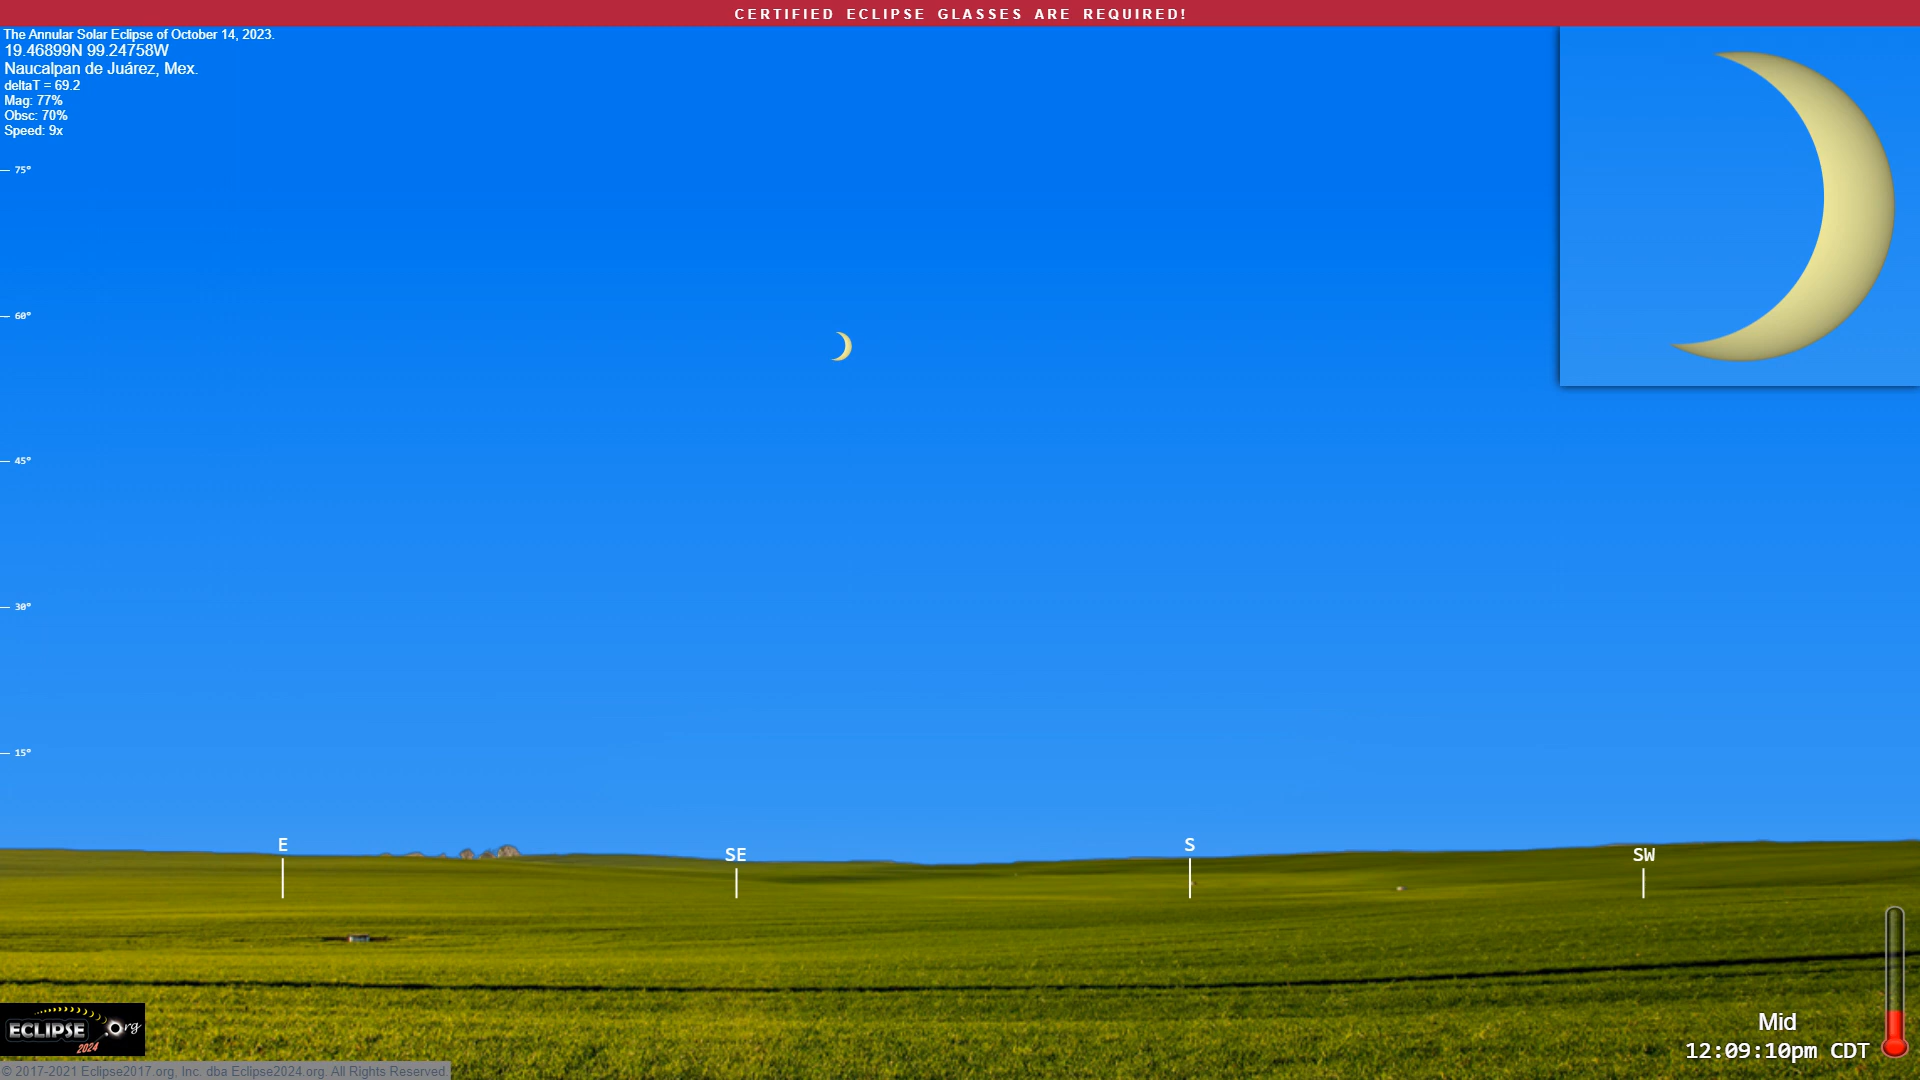 CERTIFIED ECLIPSE GLASSES ARE REQUIRED!
The Annular Solar Eclipse of October 14, 2023.
19.46899N 99.24758W
Naucalpan de Juárez, Mex.
deltaT = 69.2
Mag: 77%
Obsc: 70%
Speed: 9x
75°
60°
45°
30°
15°
E
SE
S
SW
ECLIPSE .Org
2024
Mid
12:09:10pm CDT
© 2017-2021 Eclipse2017.org, Inc. dba Eclipse2024.org. All Rights Reserved.